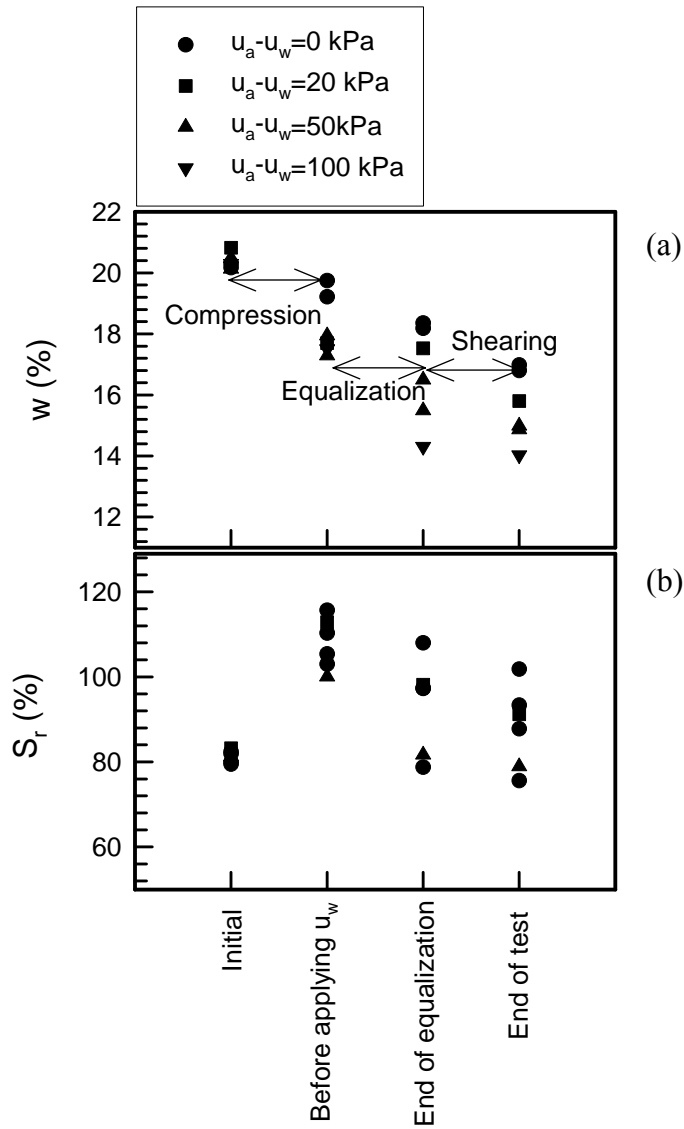 u_a-u_w=0 kPa
u_a-u_w=20 kPa
u_a-u_w=50kPa
u_a-u_w=100 kPa
(a)
22
20
18
16
14
12
w (%)
Compression
Shearing
Equalization
(b)
120
100
80
60
S_r (%)
Initial
Before applying u_w
End of equalization
End of test